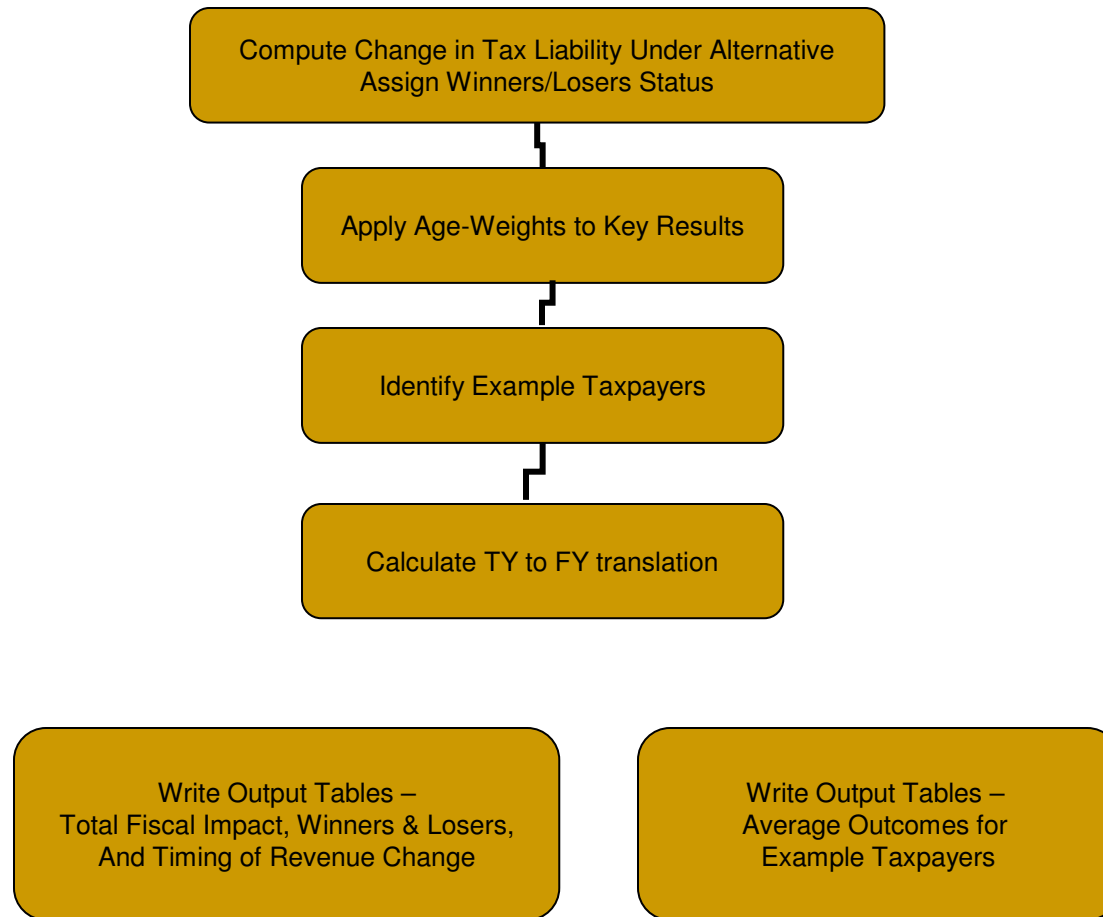 Compute Change in Tax Liability Under Alternative
Assign Winners/Losers Status
Apply Age-Weights to Key Results
Identify Example Taxpayers
Calculate TY to FY translation
Write Output Tables –
Total Fiscal Impact, Winners & Losers,
And Timing of Revenue Change
Write Output Tables –
Average Outcomes for
Example Taxpayers